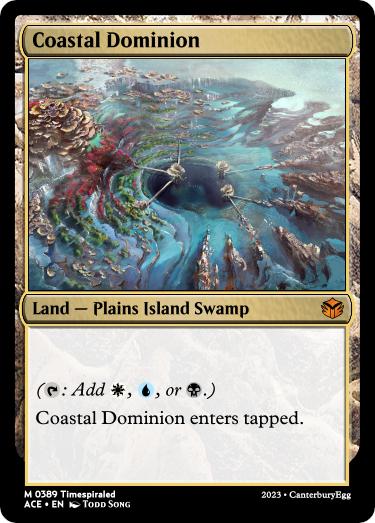 Coastal Dominion
Land — Plains Island Swamp
(: Add , , or .)
Coastal Dominion enters tapped.
M 0389 Timespiraled
ACE • EN Todd Song
2023 • CanterburyEgg